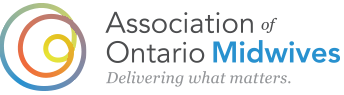 Association of
Ontario Midwives
Delivering what matters.